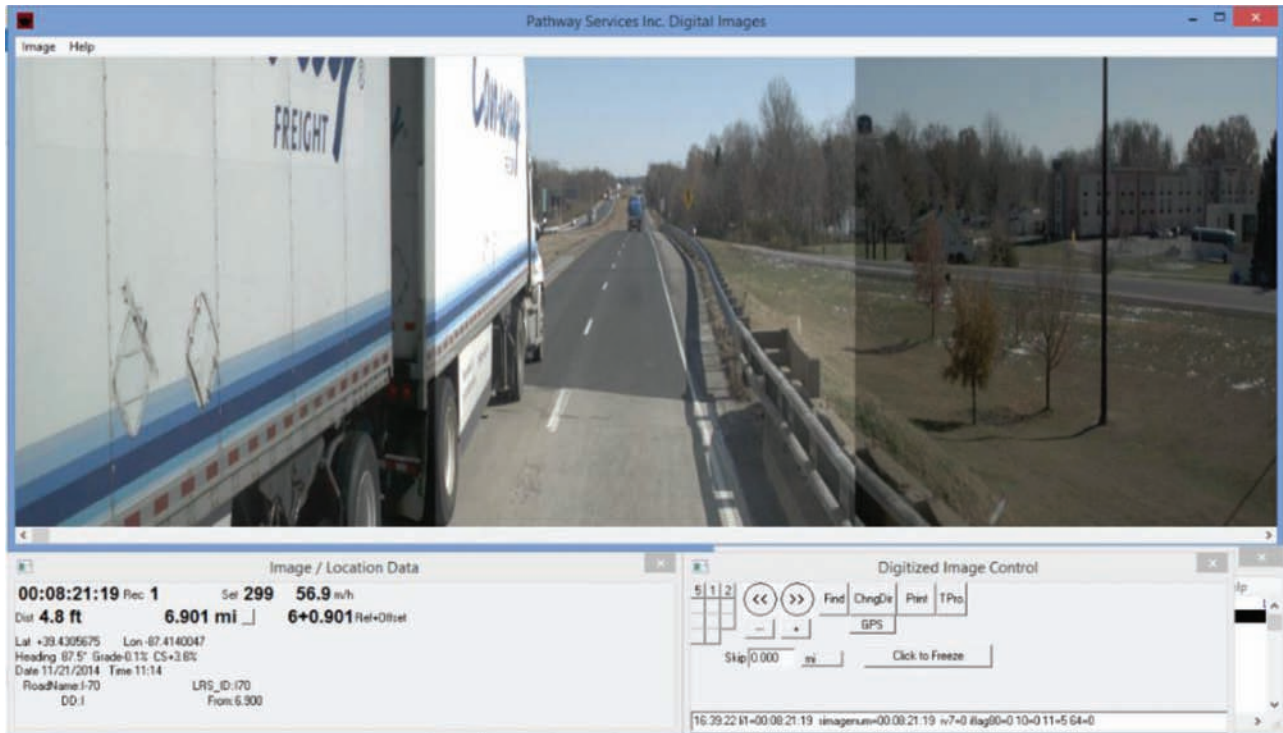 Pathway Services Inc. Digital Images
Image Help
FREIGHT
Image / Location Data
00:08:21:19 Rec 1 Sel 299 56.9 m/h
Dist 4.8 ft 6.901 mi 6+0.901 Ref+Offset
Lat +39.4305675 Lon -87.4140047
Heading 87.5° Grade-0.1% CS+3.6%
Date 11/21/2014 Time 11:14
RoadName:I-70 LRS_ID:I70
DD:I From:6.900
Digitized Image Control
5 1 2 << >> Find ChngDir Print TPro.
- + GPS
Skip 0.000 mi Click to Freeze